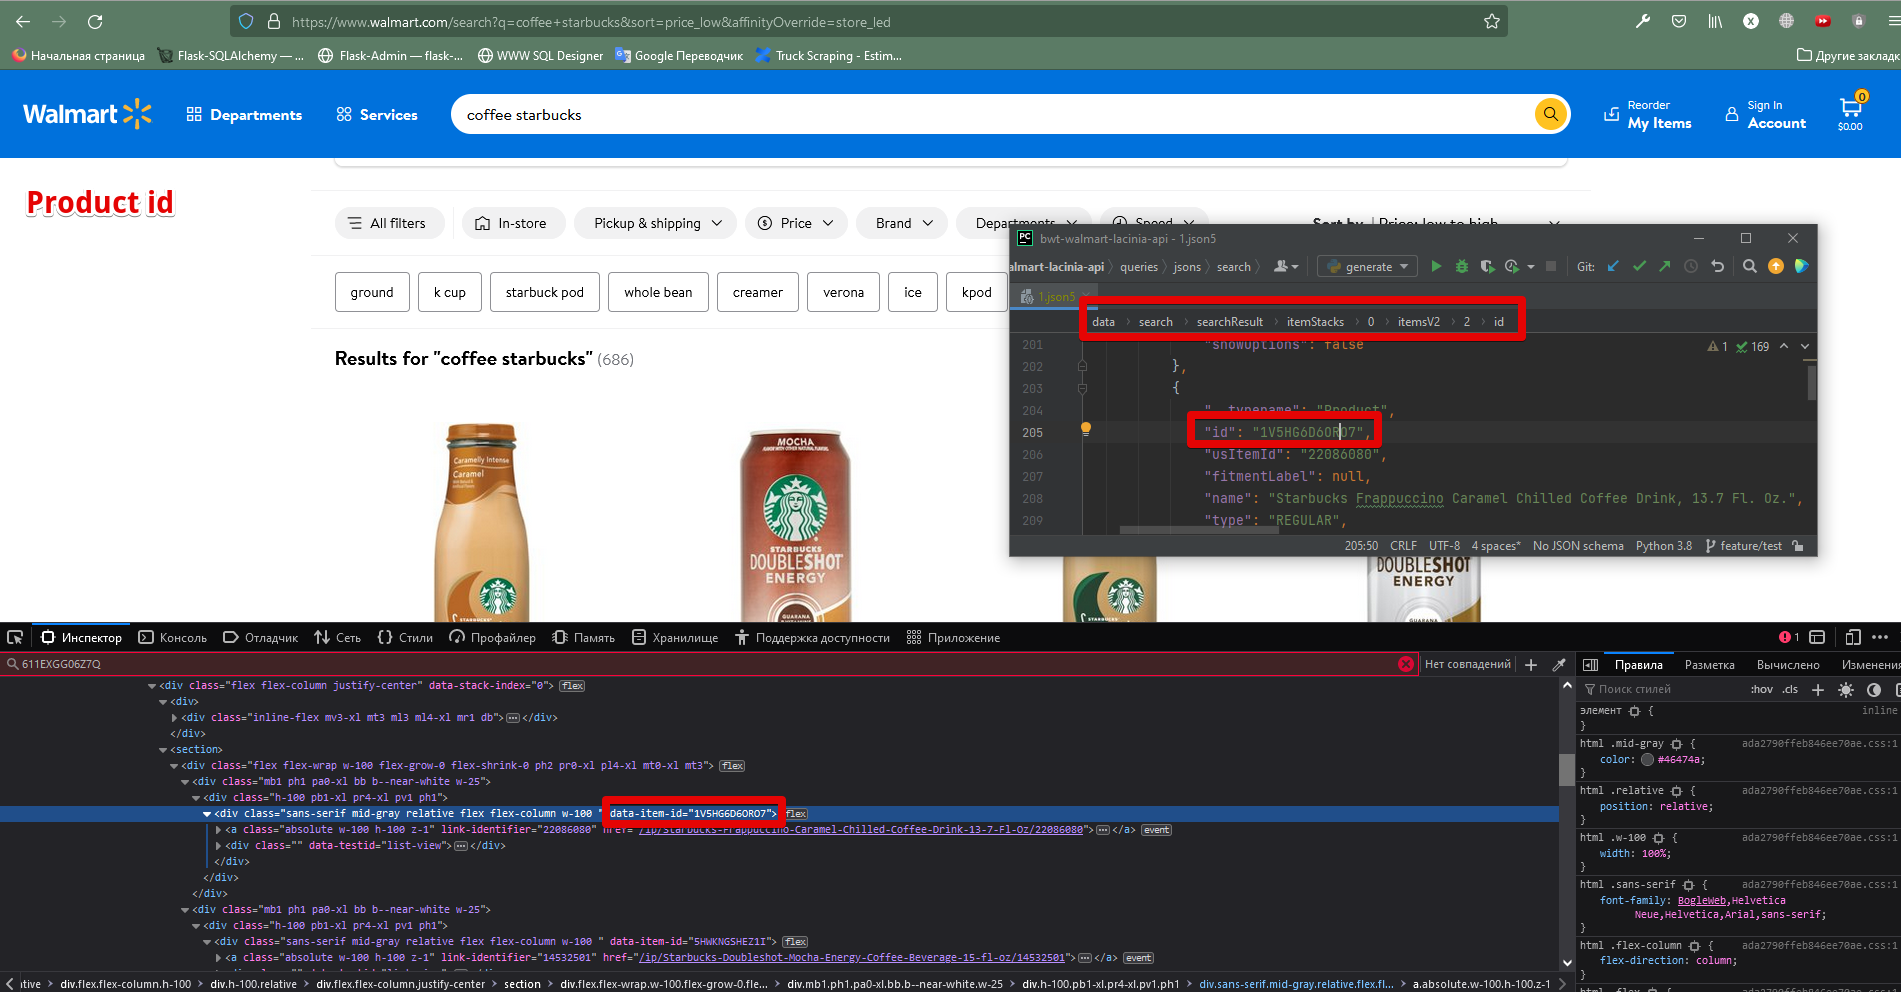 https://www.walmart.com/search?q=coffee+starbucks&sort=price_low&affinityOverride=store_led
Начальная страница
Flask-SQLAlchemy — ...
Flask-Admin — flask-...
WWW SQL Designer
Google Переводчик
Truck Scraping - Estim...
Другие закладк
Walmart
Departments
Services
coffee starbucks
Reorder
My Items
Sign In
Account
0
$0.00
Product id
All filters
In-store
Pickup & shipping
Price
Brand
Departments
Speed
Sort by | Price: low to high
ground
k cup
starbuck pod
whole bean
creamer
verona
ice
kpod
Results for "coffee starbucks" (686)
Caramelly Intense
Caramel
MOCHA
STARBUCKS
DOUBLESHOT
ENERGY
GUARANA
DOUBLESHOT
ENERGY
GUARANA
PC
bwt-walmart-lacinia-api - 1.json5
almart-lacinia-api
queries
jsons
search
generate
Git:
1.json5
data > search > searchResult > itemStacks > 0 > itemsV2 > 2 > id
1 169
201 "showOptions": false
202 },
203 {
204 "__typename": "Product",
205 "id": "1V5HG6D6ORO7",
206 "usItemId": "22086080",
207 "fitmentLabel": null,
208 "name": "Starbucks Frappuccino Caramel Chilled Coffee Drink, 13.7 Fl. Oz.",
209 "type": "REGULAR",
205:50 CRLF UTF-8 4 spaces* No JSON schema Python 3.8 feature/test
Инспектор
Консоль
Отладчик
Сеть
Стили
Профайлер
Память
Хранилище
Поддержка доступности
Приложение
1
611EXGG06Z7Q
Нет совпадений
<div class="flex flex-column justify-center" data-stack-index="0"> flex
<div>
<div class="inline-flex mv3-xl mt3 ml3 ml4-xl mr1 db"> </div>
</div>
<section>
<div class="flex flex-wrap w-100 flex-grow-0 flex-shrink-0 ph2 pr0-xl pl4-xl mt0-xl mt3"> flex
<div class="mb1 ph1 pa0-xl bb b--near-white w-25">
<div class="h-100 pb1-xl pr4-xl pv1 ph1">
<div class="sans-serif mid-gray relative flex flex-column w-100 " data-item-id="1V5HG6D6ORO7"> flex
<a class="absolute w-100 h-100 z-1" link-identifier="22086080" href="/ip/Starbucks-Frappuccino-Caramel-Chilled-Coffee-Drink-13-7-Fl-Oz/22086080"> </a> event
<div class="" data-testid="list-view"> </div>
</div>
</div>
</div>
<div class="mb1 ph1 pa0-xl bb b--near-white w-25">
<div class="h-100 pb1-xl pr4-xl pv1 ph1">
<div class="sans-serif mid-gray relative flex flex-column w-100 " data-item-id="5HWKNGSHEZ1I"> flex
<a class="absolute w-100 h-100 z-1" link-identifier="14532501" href="/ip/Starbucks-Doubleshot-Mocha-Energy-Coffee-Beverage-15-fl-oz/14532501"> </a> event
tive > div.flex.flex-column.h-100 > div.h-100.relative > div.flex.flex-column.justify-center > section > div.flex.flex-wrap.w-100.flex-grow-0.fle... > div.mb1.ph1.pa0-xl.bb.b--near-white.w-25 > div.h-100.pb1-xl.pr4-xl.pv1.ph1 > div.sans-serif.mid-gray.relative.flex.fl... > a.absolute.w-100.h-100.z-1
Правила
Разметка
Вычислено
Изменени
Поиск стилей
:hov .cls
элемент { inline
}
html .mid-gray { ada2790ffeb846ee70ae.css:1
color: #46474a;
}
html .relative { ada2790ffeb846ee70ae.css:1
position: relative;
}
html .w-100 { ada2790ffeb846ee70ae.css:1
width: 100%;
}
html .sans-serif { ada2790ffeb846ee70ae.css:1
font-family: BogleWeb,Helvetica
Neue,Helvetica,Arial,sans-serif;
}
html .flex-column { ada2790ffeb846ee70ae.css:1
flex-direction: column;
}
html .flex { ada2790ffeb846ee70ae.css:1